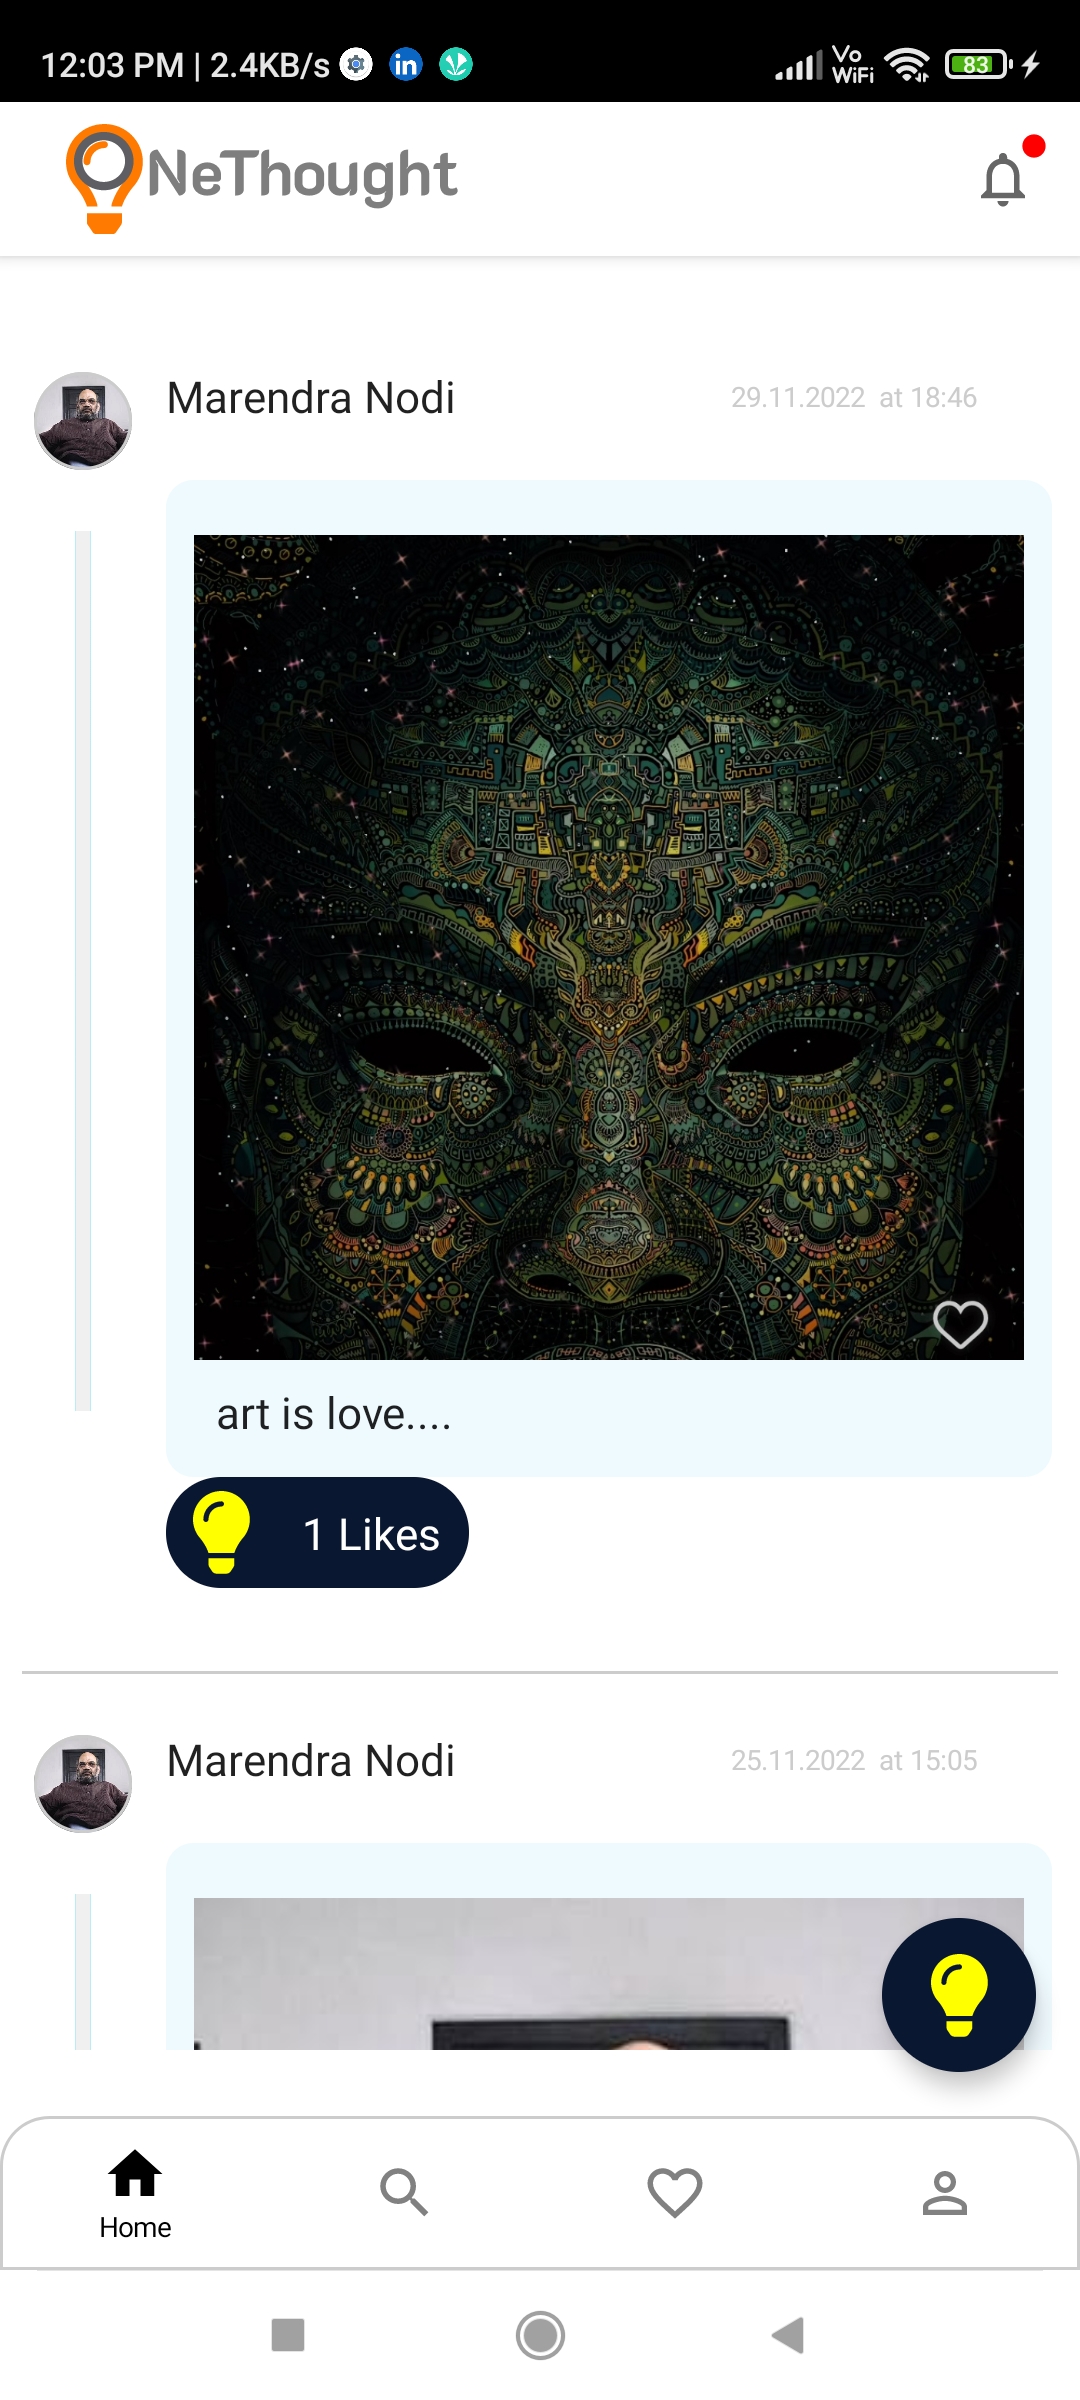 12:03 PM | 2.4KB/s
Vo
WiFi
83
NeThought
Marendra Nodi
29.11.2022 at 18:46
art is love....
1 Likes
Marendra Nodi
25.11.2022 at 15:05
Home